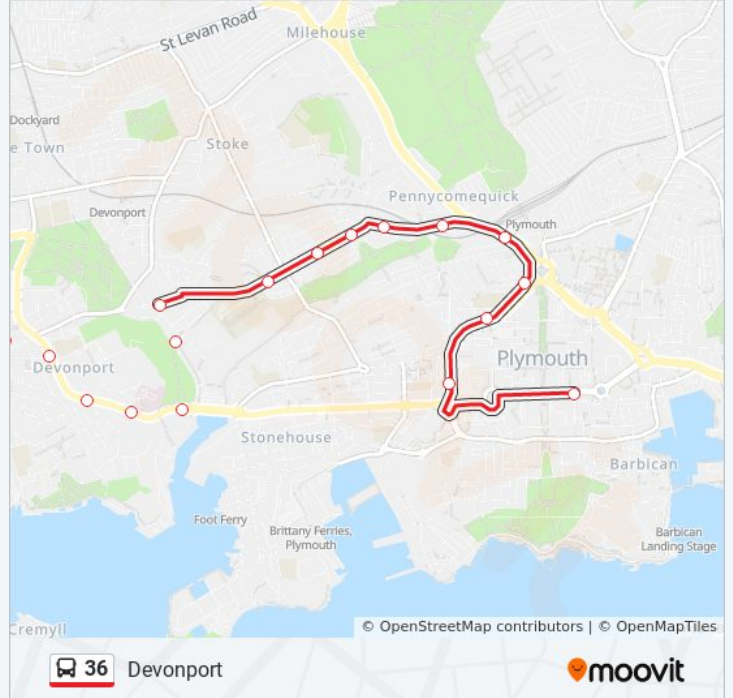 St Levan Road
Milehouse
Dockyard
e Town
Stoke
Pennycomequick
Devonport
Plymouth
Plymouth
Devonport
Stonehouse
Barbican
Foot Ferry
Brittany Ferries,
Plymouth
Barbican
Landing Stage
Cremyll
© OpenStreetMap contributors | © OpenMapTiles
36 Devonport
moovit